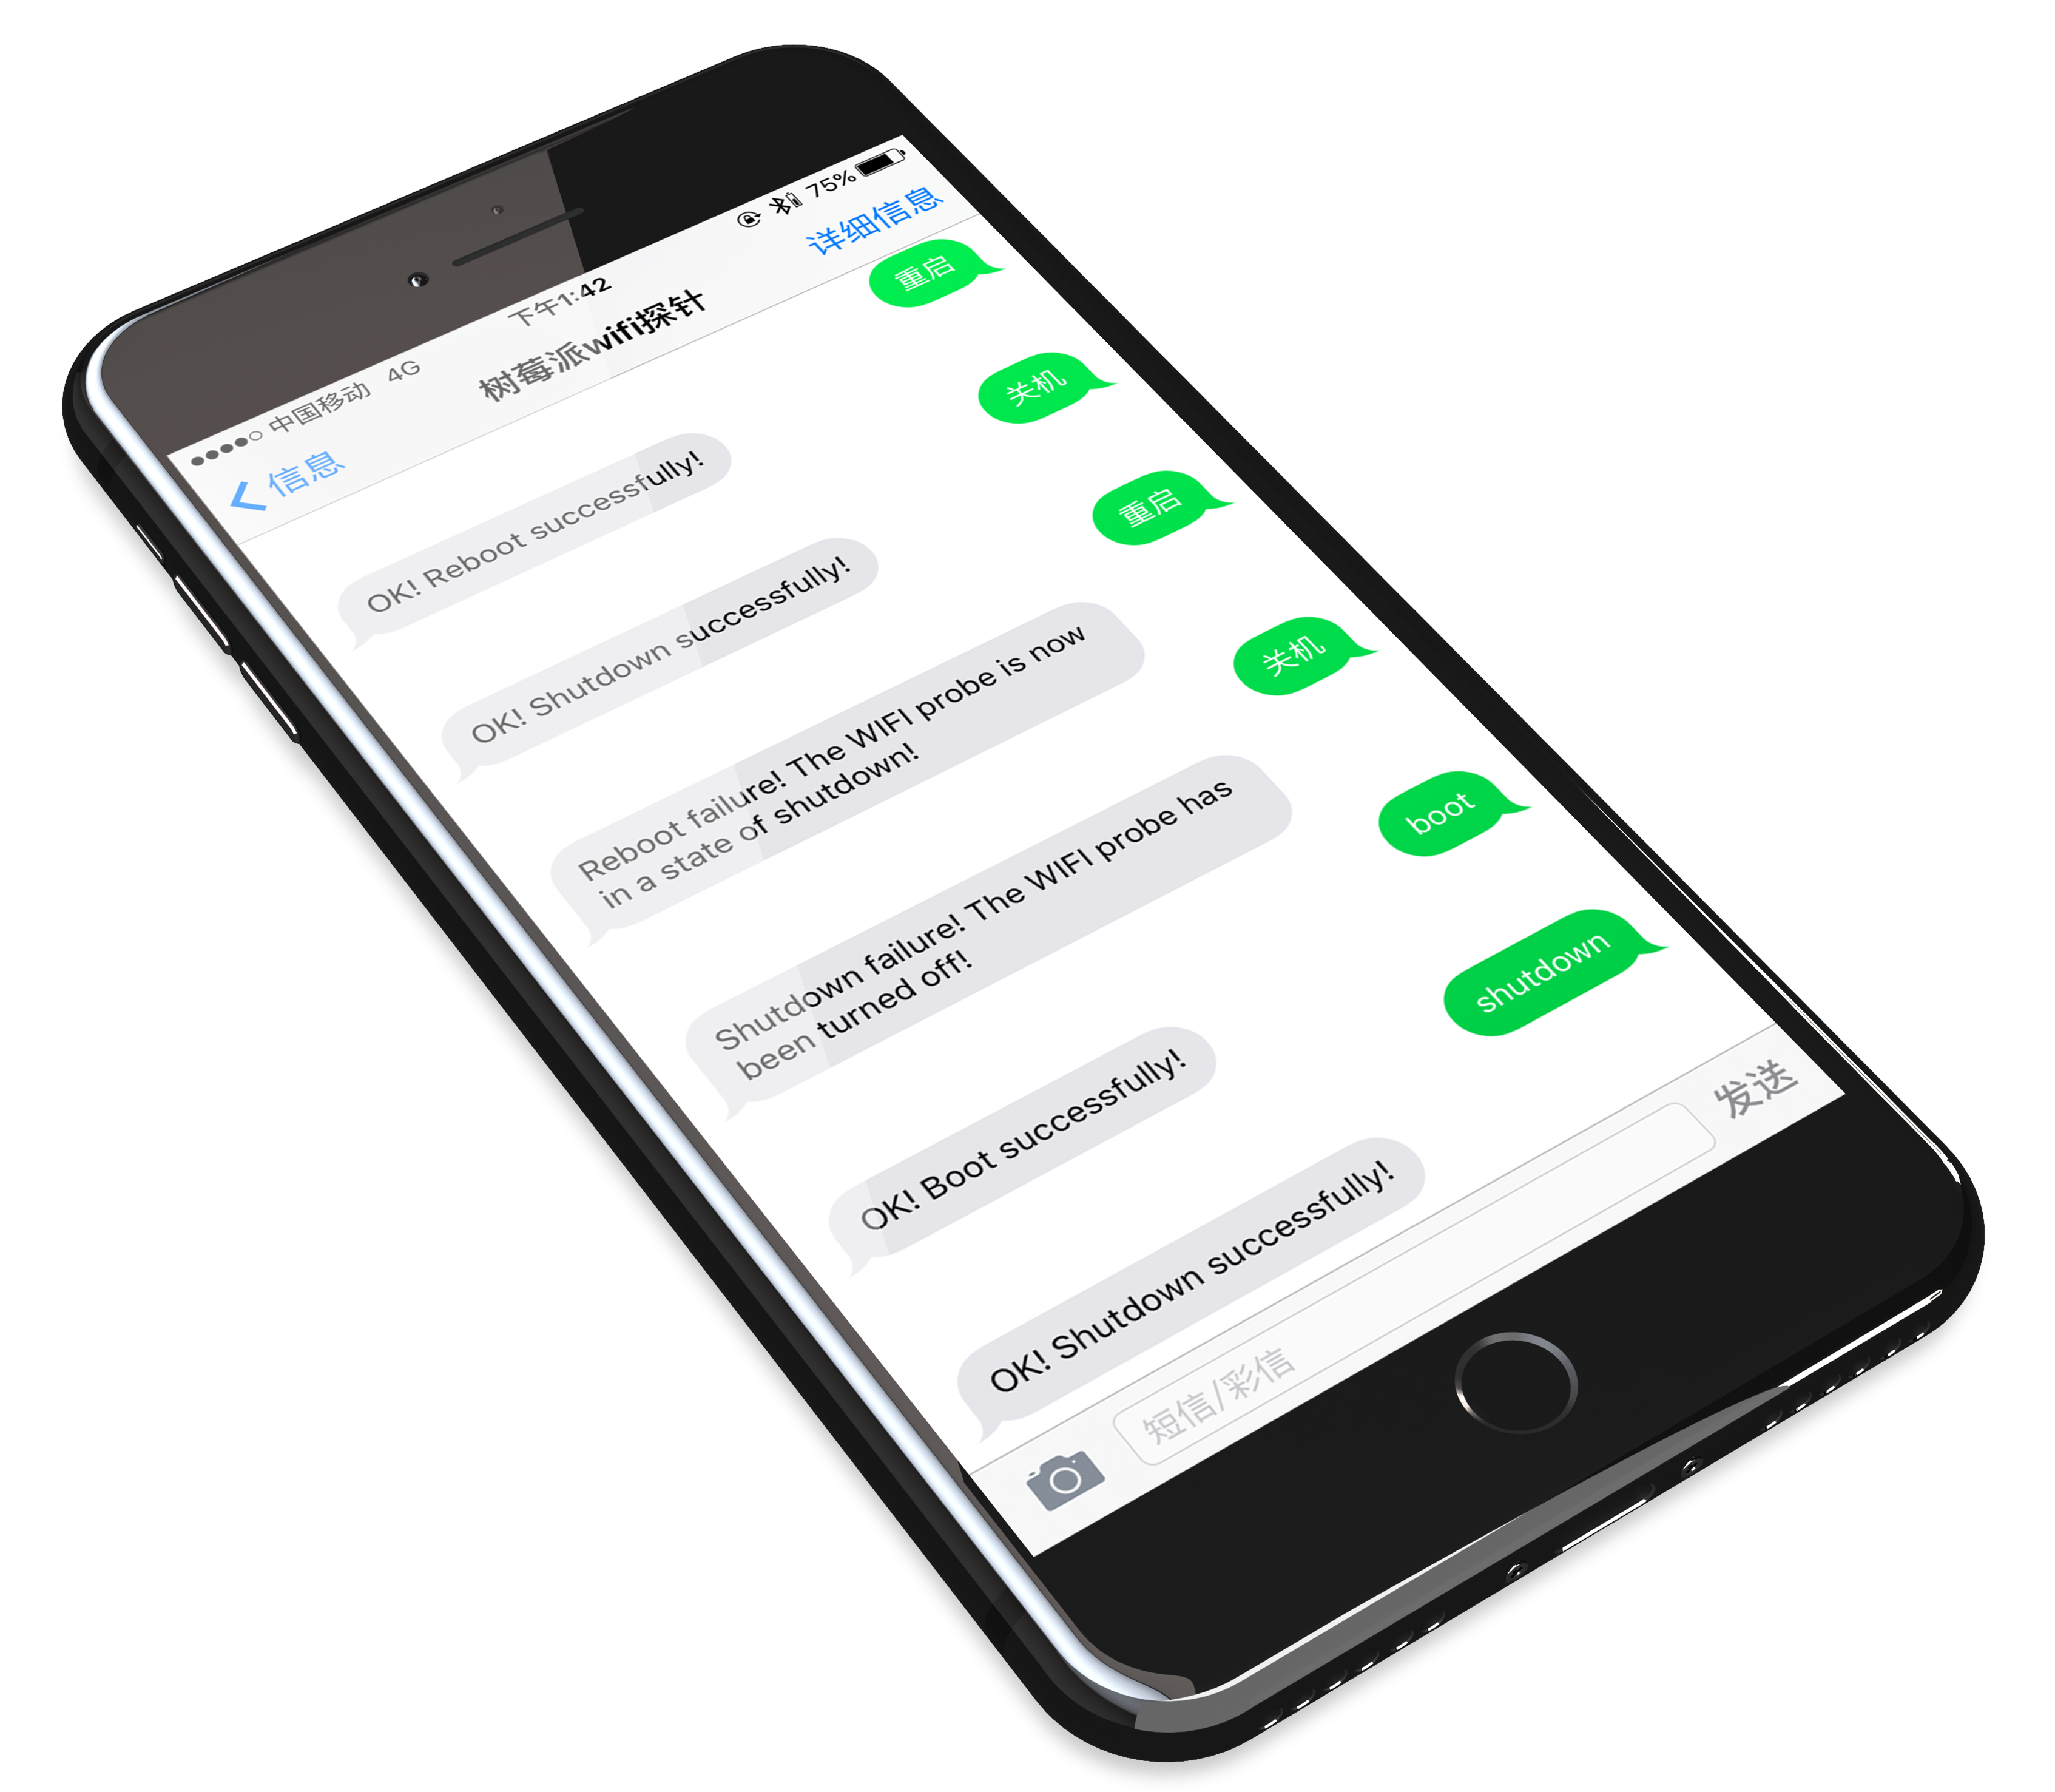 中国移动 4G 下午1:42 75%
信息 树莓派wifi探针 详细信息
重启
OK! Reboot successfully!
关机
OK! Shutdown successfully!
重启
Reboot failure! The WIFI probe is now
in a state of shutdown!
关机
Shutdown failure! The WIFI probe has
been turned off!
boot
OK! Boot successfully!
shutdown
OK! Shutdown successfully!
短信/彩信 发送